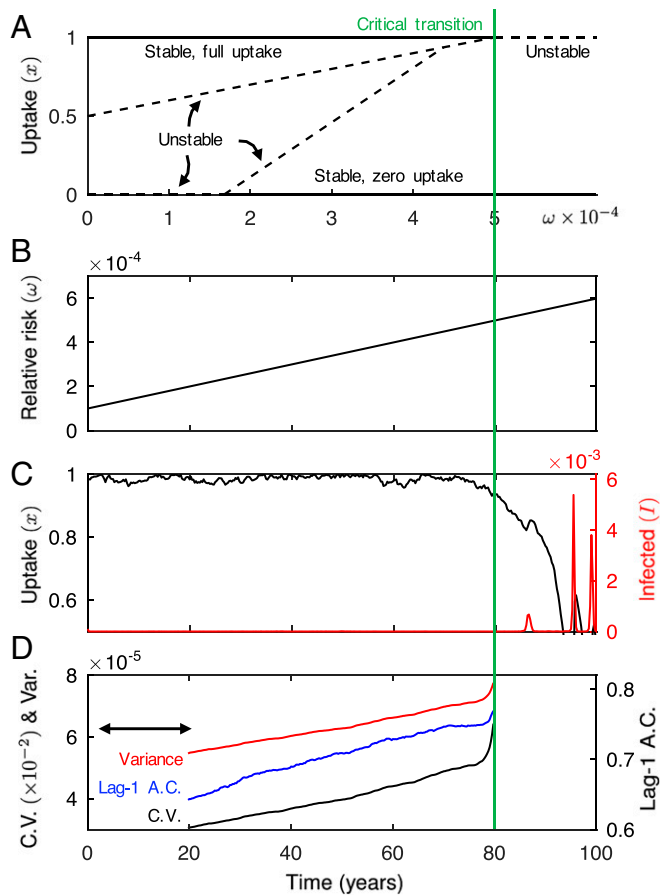 A
Critical transition
Uptake (x)
1
0.5
0
Stable, full uptake
Unstable
Unstable
Stable, zero uptake
0 1 2 3 4 5 ω × 10⁻⁴
B
× 10⁻⁴
Relative risk (ω)
6
4
2
0
C
× 10⁻³
Uptake (x)
1
0.8
0.6
Infected (I)
6
4
2
0
D
× 10⁻⁵
C.V. (×10⁻²) & Var.
8
6
4
Variance
Lag-1 A.C.
C.V.
Lag-1 A.C.
0.8
0.7
0.6
0 20 40 60 80 100
Time (years)